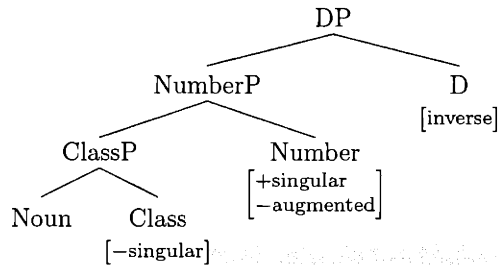 DP
NumberP D
[inverse]
ClassP Number
[+singular
−augmented]
Noun Class
[−singular]